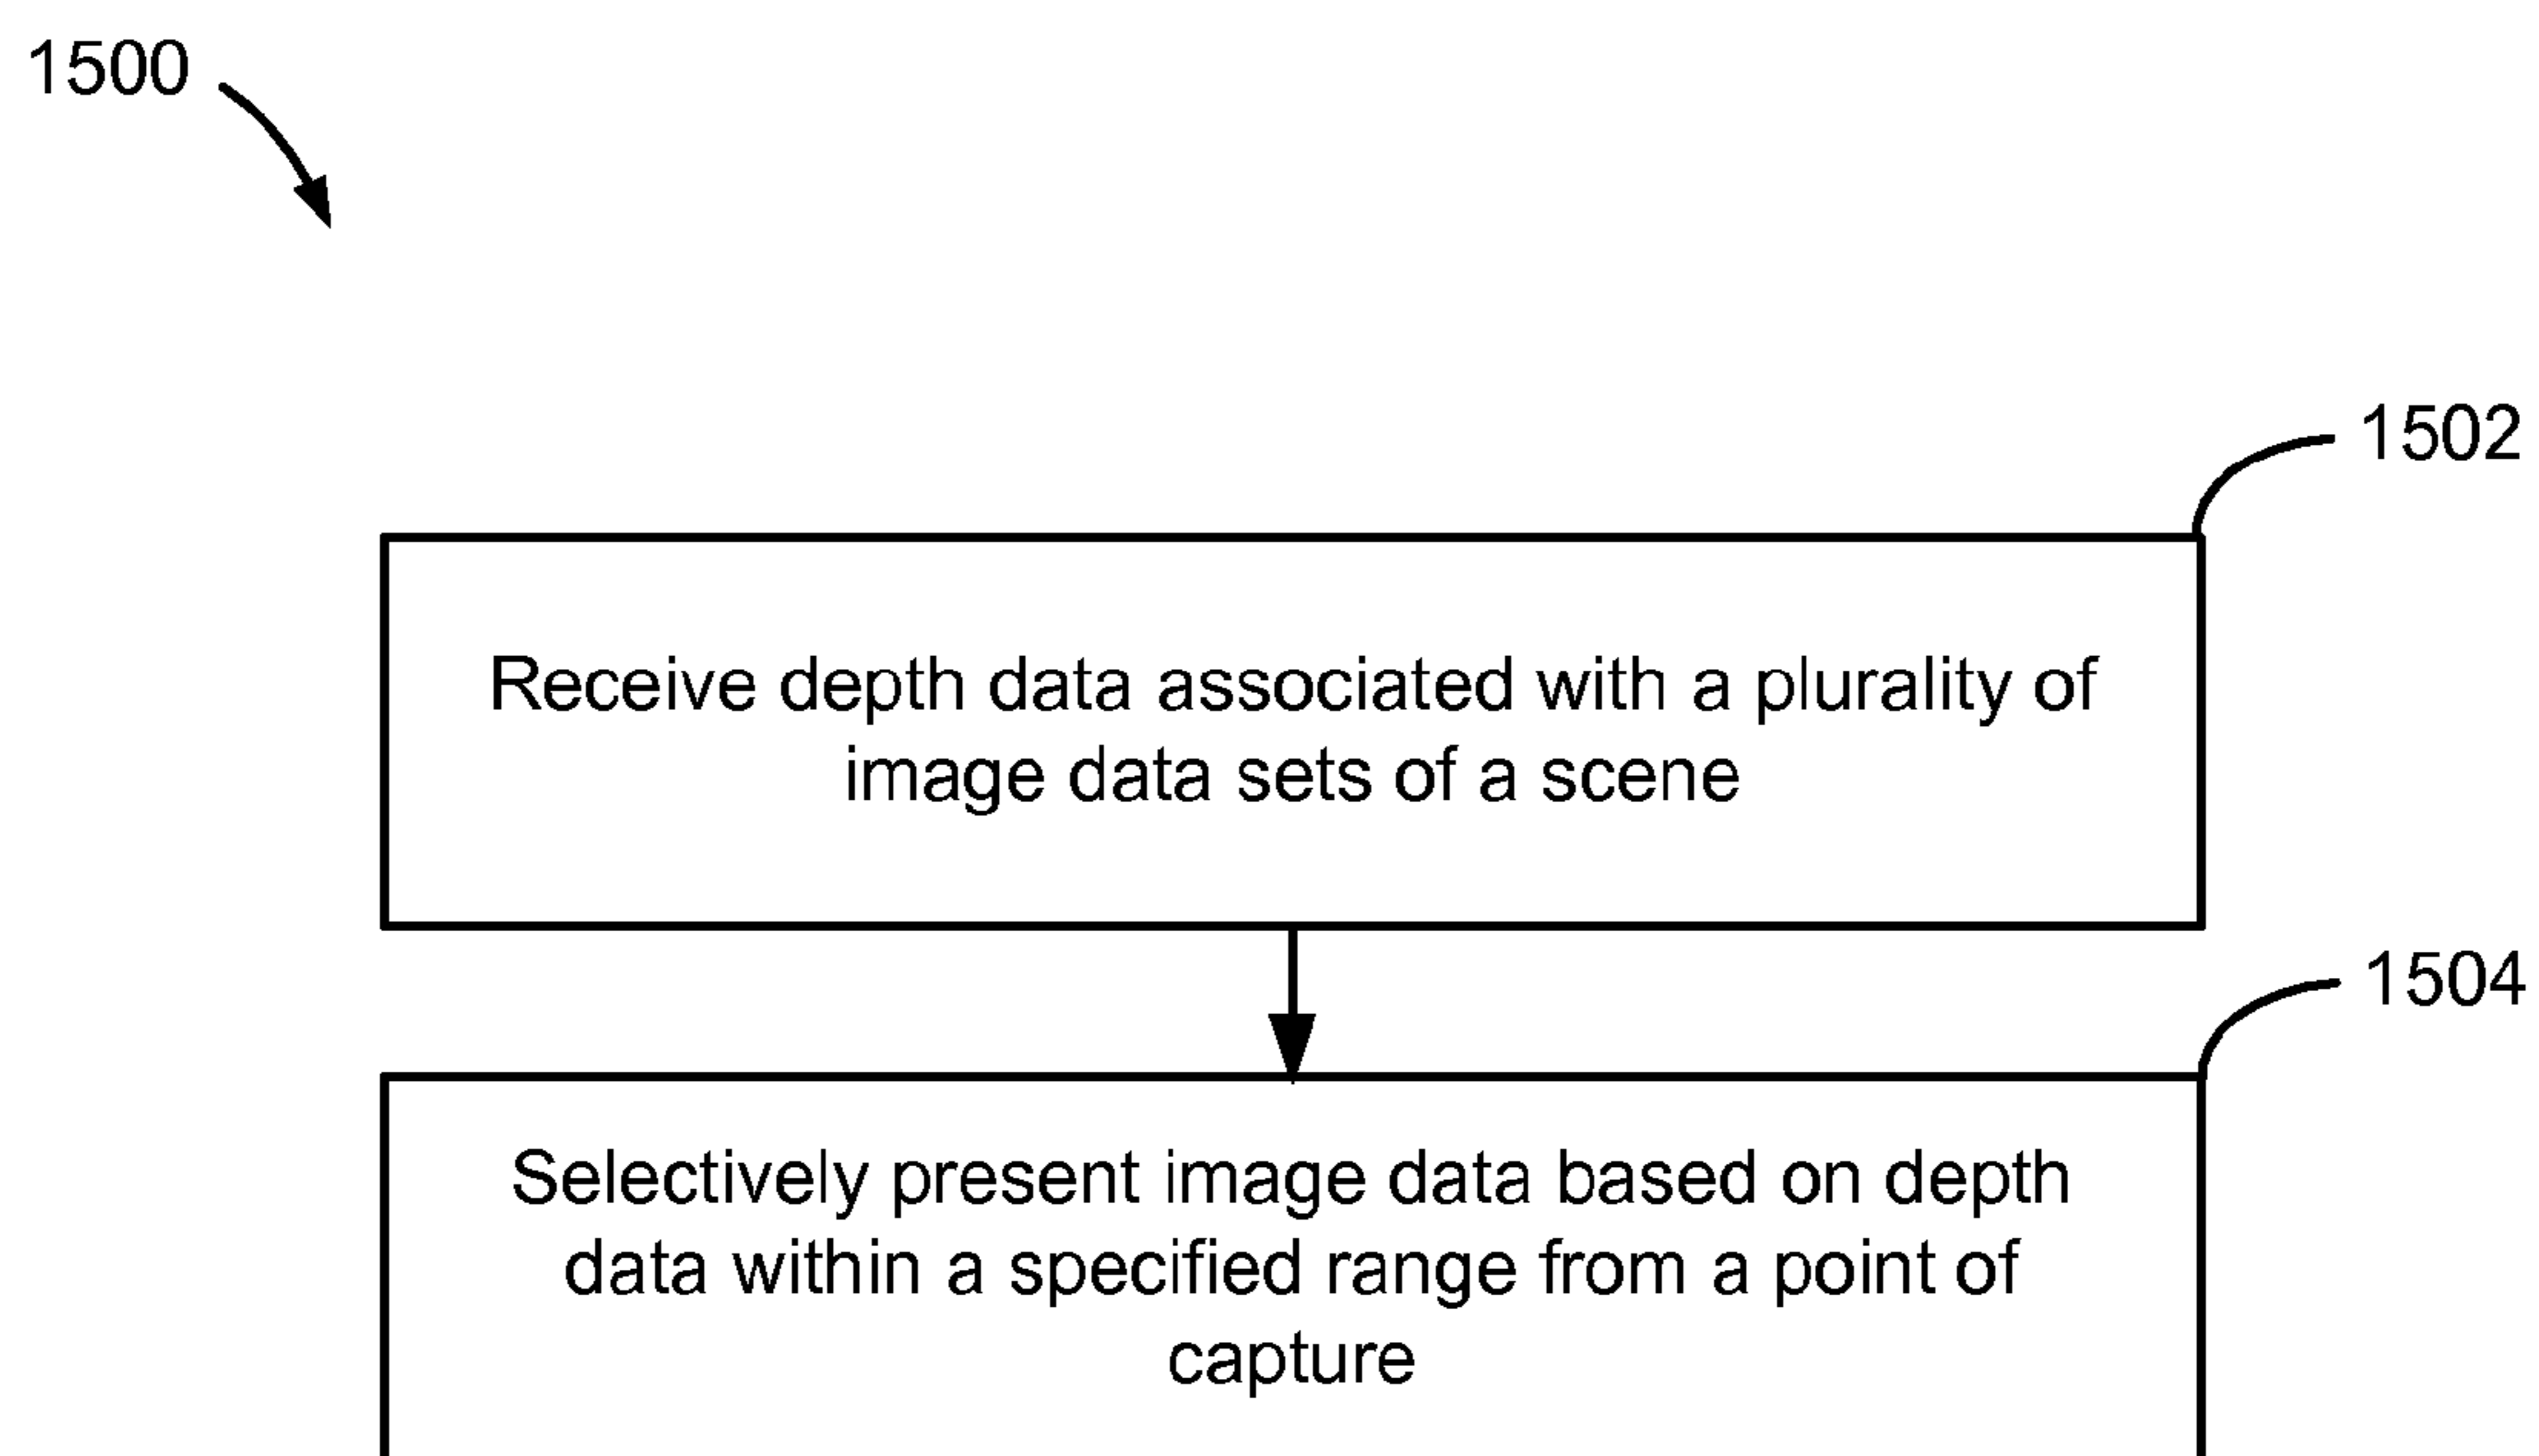 1500
1502
Receive depth data associated with a plurality of
image data sets of a scene
1504
Selectively present image data based on depth
data within a specified range from a point of
capture